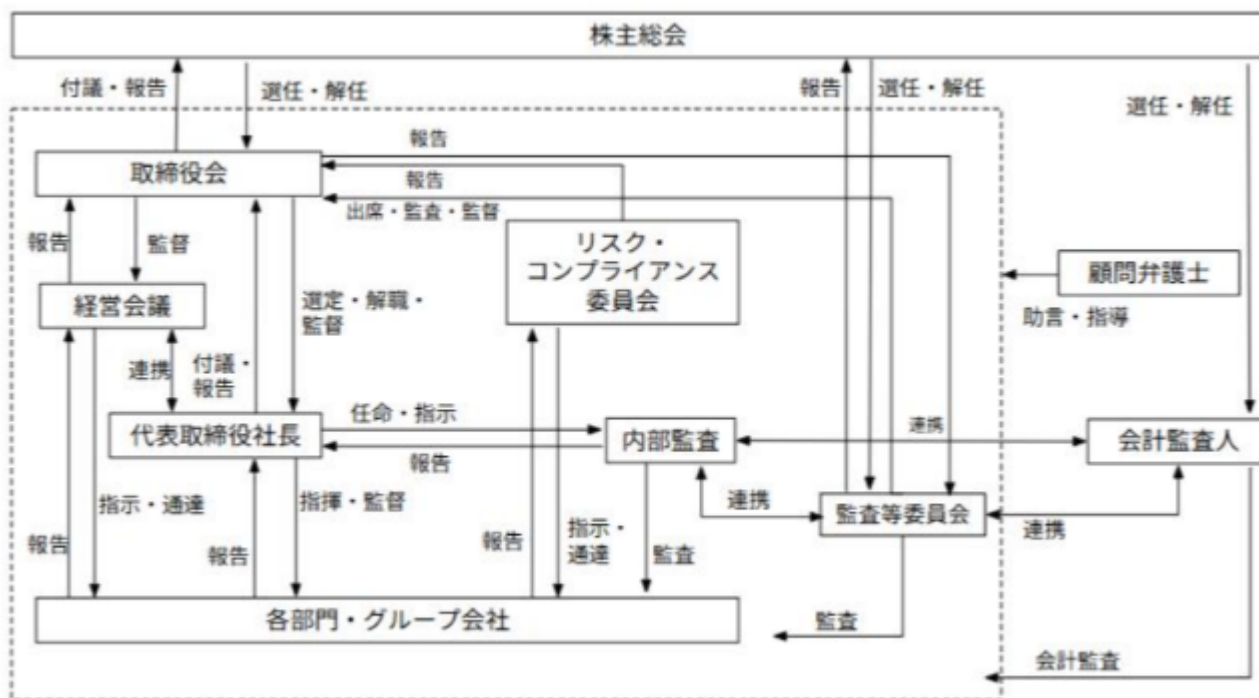 株主総会
付議・報告
選任・解任
報告
選任・解任
選任・解任
報告
取締役会
報告
出席・監査・監督
報告
監督
リスク・
コンプライアンス
委員会
顧問弁護士
経営会議
選定・解職・
監督
助言・指導
連携
付議・
報告
任命・指示
代表取締役社長
内部監査
連携
会計監査人
報告
指示・通達
指揮・監督
連携
監査等委員会
連携
報告
報告
報告
指示・
通達
監査
各部門・グループ会社
監査
会計監査